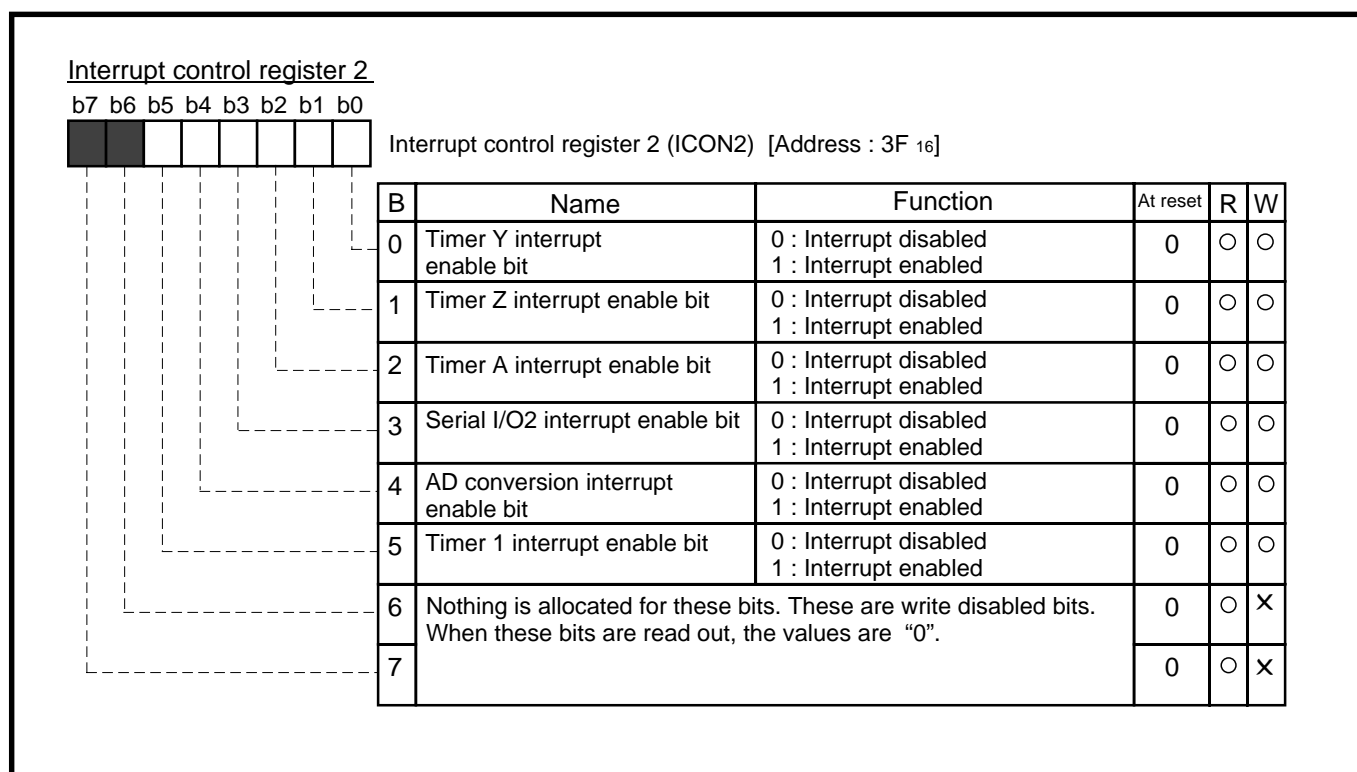 Interrupt control register 2
b7 b6 b5 b4 b3 b2 b1 b0
Interrupt control register 2 (ICON2) [Address : 3F 16]
B Name Function At reset R W
0 Timer Y interrupt enable bit 0 : Interrupt disabled 0 ○ ○
1 : Interrupt enabled
1 Timer Z interrupt enable bit 0 : Interrupt disabled 0 ○ ○
1 : Interrupt enabled
2 Timer A interrupt enable bit 0 : Interrupt disabled 0 ○ ○
1 : Interrupt enabled
3 Serial I/O2 interrupt enable bit 0 : Interrupt disabled 0 ○ ○
1 : Interrupt enabled
4 AD conversion interrupt enable bit 0 : Interrupt disabled 0 ○ ○
1 : Interrupt enabled
5 Timer 1 interrupt enable bit 0 : Interrupt disabled 0 ○ ○
1 : Interrupt enabled
6 Nothing is allocated for these bits. These are write disabled bits. 0 ○ ×
When these bits are read out, the values are “0”.
7 0 ○ ×